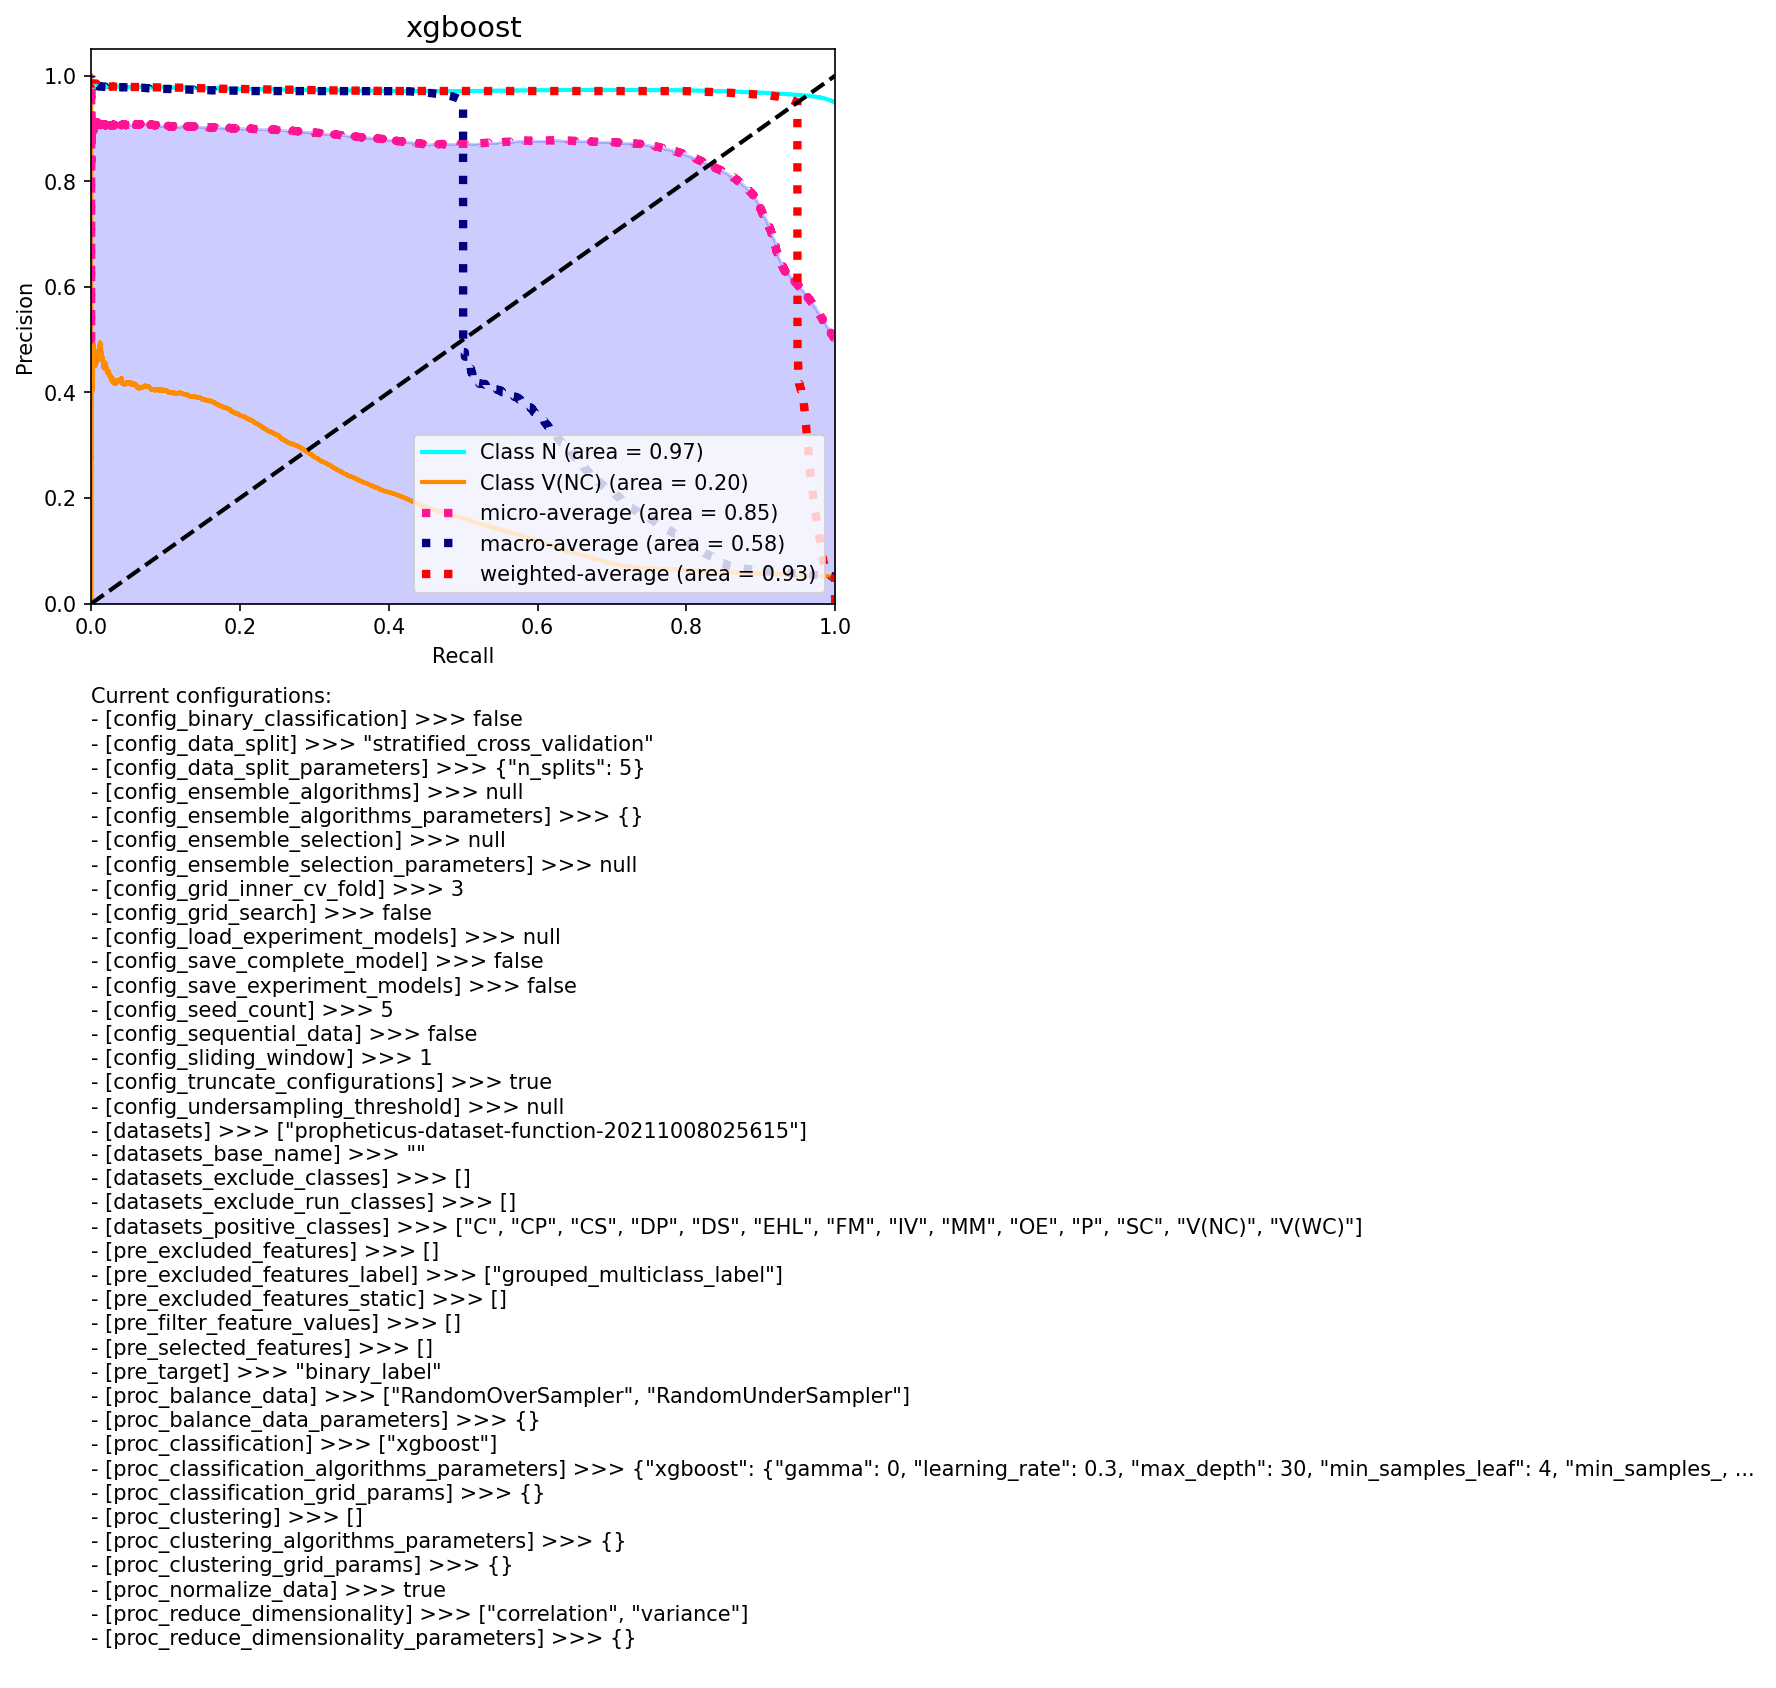 xgboost
1.0
0.8
0.6
0.4
0.2
0.0
Precision
Class N (area = 0.97)
Class V(NC) (area = 0.20)
micro-average (area = 0.85)
macro-average (area = 0.58)
weighted-average (area = 0.93)
0.0 0.2 0.4 0.6 0.8 1.0
Recall
Current configurations:
- [config_binary_classification] >>> false
- [config_data_split] >>> "stratified_cross_validation"
- [config_data_split_parameters] >>> {"n_splits": 5}
- [config_ensemble_algorithms] >>> null
- [config_ensemble_algorithms_parameters] >>> {}
- [config_ensemble_selection] >>> null
- [config_ensemble_selection_parameters] >>> null
- [config_grid_inner_cv_fold] >>> 3
- [config_grid_search] >>> false
- [config_load_experiment_models] >>> null
- [config_save_complete_model] >>> false
- [config_save_experiment_models] >>> false
- [config_seed_count] >>> 5
- [config_sequential_data] >>> false
- [config_sliding_window] >>> 1
- [config_truncate_configurations] >>> true
- [config_undersampling_threshold] >>> null
- [datasets] >>> ["propheticus-dataset-function-20211008025615"]
- [datasets_base_name] >>> ""
- [datasets_exclude_classes] >>> []
- [datasets_exclude_run_classes] >>> []
- [datasets_positive_classes] >>> ["C", "CP", "CS", "DP", "DS", "EHL", "FM", "IV", "MM", "OE", "P", "SC", "V(NC)", "V(WC)"]
- [pre_excluded_features] >>> []
- [pre_excluded_features_label] >>> ["grouped_multiclass_label"]
- [pre_excluded_features_static] >>> []
- [pre_filter_feature_values] >>> []
- [pre_selected_features] >>> []
- [pre_target] >>> "binary_label"
- [proc_balance_data] >>> ["RandomOverSampler", "RandomUnderSampler"]
- [proc_balance_data_parameters] >>> {}
- [proc_classification] >>> ["xgboost"]
- [proc_classification_algorithms_parameters] >>> {"xgboost": {"gamma": 0, "learning_rate": 0.3, "max_depth": 30, "min_samples_leaf": 4, "min_samples_, ...
- [proc_classification_grid_params] >>> {}
- [proc_clustering] >>> []
- [proc_clustering_algorithms_parameters] >>> {}
- [proc_clustering_grid_params] >>> {}
- [proc_normalize_data] >>> true
- [proc_reduce_dimensionality] >>> ["correlation", "variance"]
- [proc_reduce_dimensionality_parameters] >>> {}